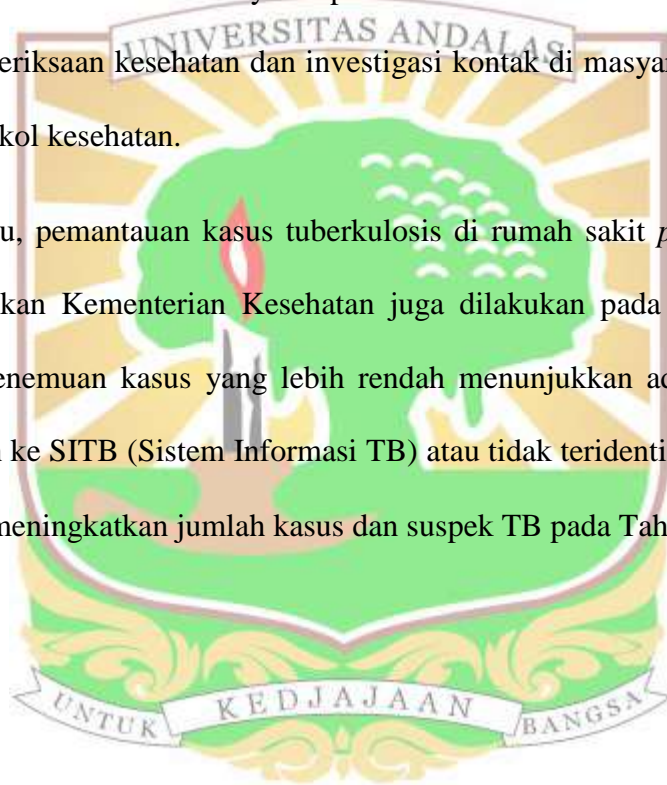 UNIVERSITAS ANDALAS
eriksaan kesehatan dan investigasi kontak di masyar
kol kesehatan.
u, pemantauan kasus tuberkulosis di rumah sakit p
kan Kementerian Kesehatan juga dilakukan pada
enemuan kasus yang lebih rendah menunjukkan ad
n ke SITB (Sistem Informasi TB) atau tidak teridenti
meningkatkan jumlah kasus dan suspek TB pada Tah
UNTUK KEDJAJAAN BANGSA